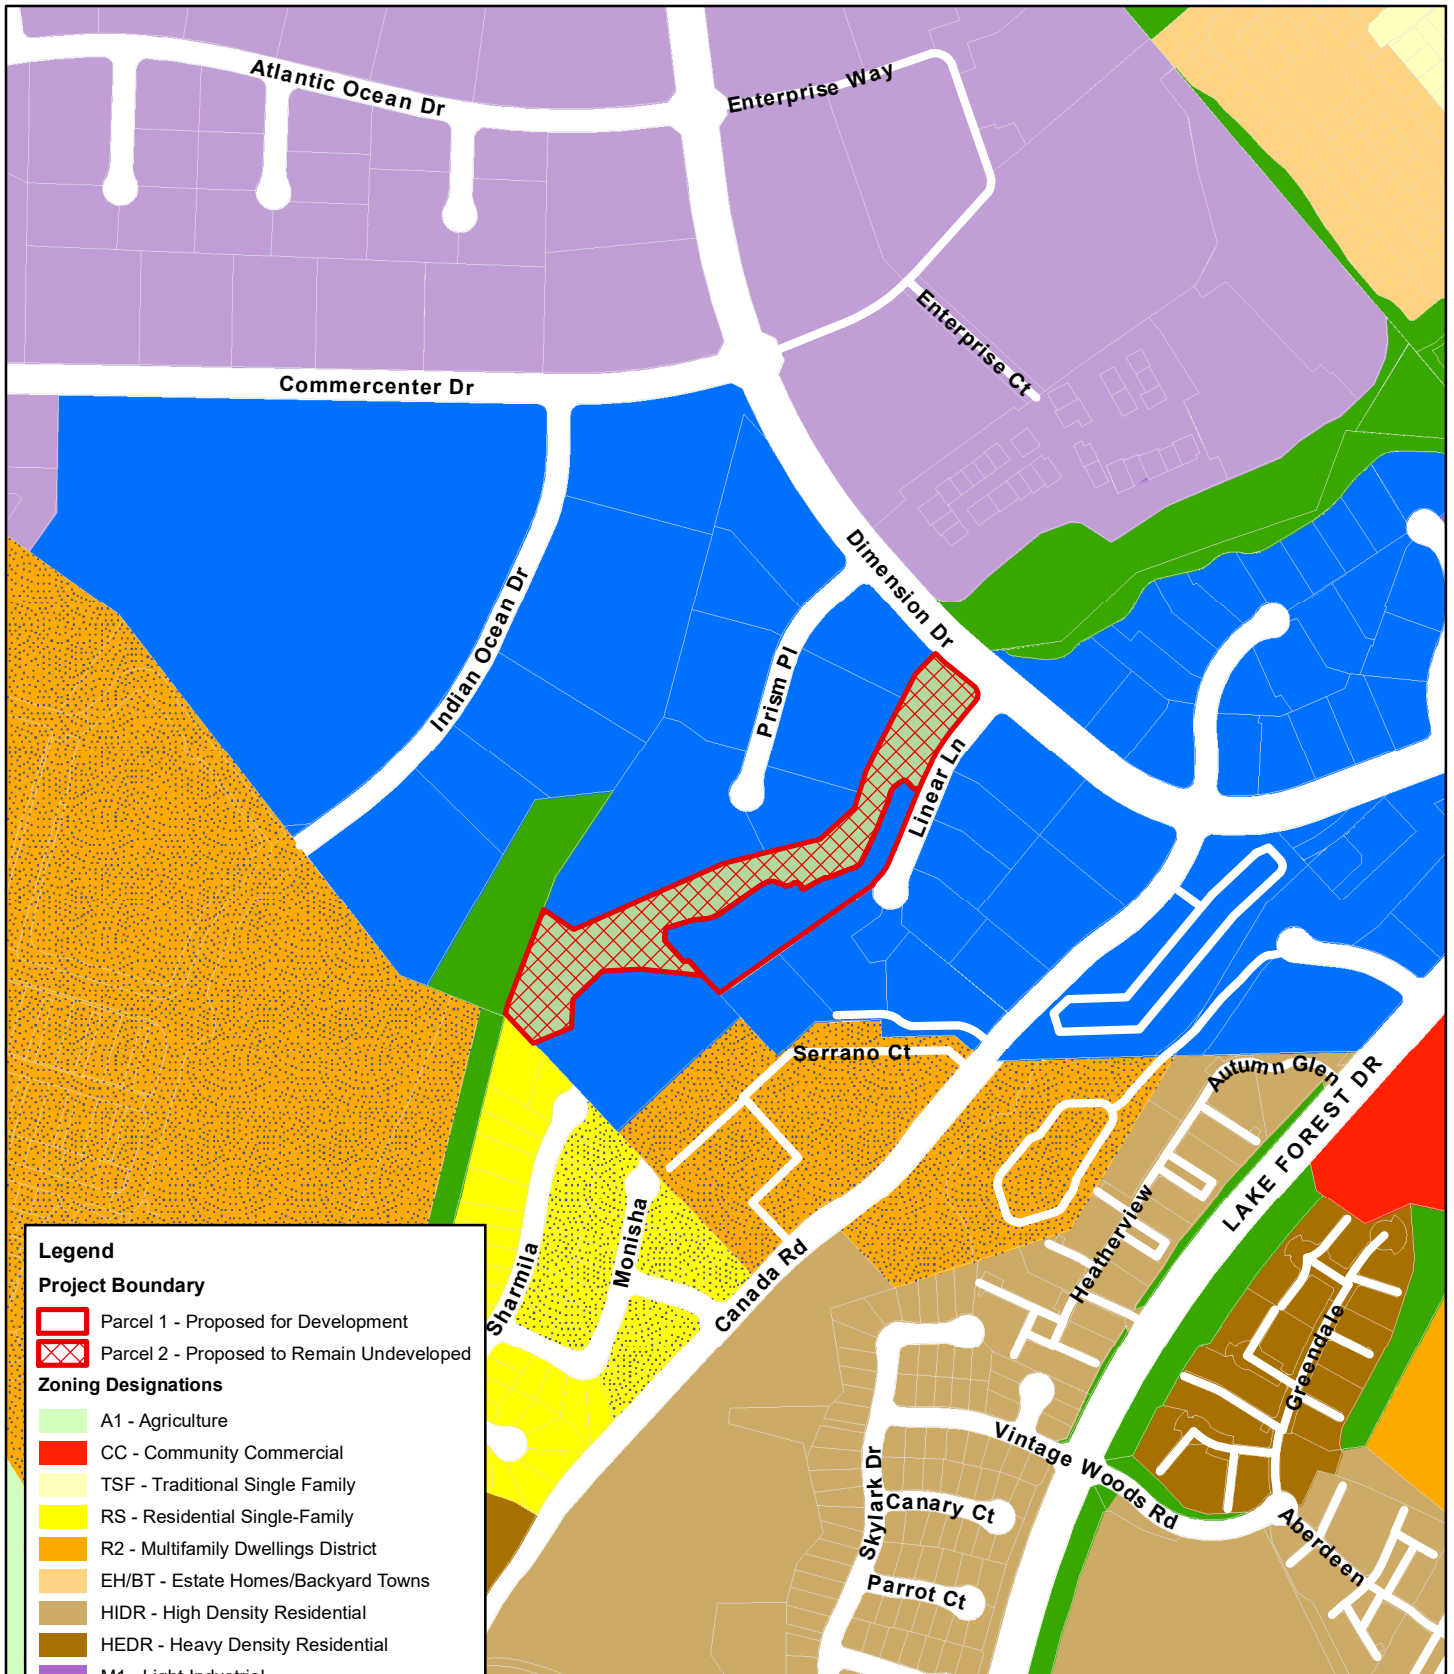 Atlantic Ocean Dr
Enterprise Way
Enterprise Ct
Commercenter Dr
Dimension Dr
Indian Ocean Dr
Prism Pl
Linear Ln
Serrano Ct
Autumn Glen
LAKE FOREST DR
Heatherview
Monisha
Sharmila
Canada Rd
Greendale
Vintage Woods Rd
Skylark Dr
Canary Ct
Aberdeen
Parrot Ct
Legend
Project Boundary
Parcel 1 - Proposed for Development
Parcel 2 - Proposed to Remain Undeveloped
Zoning Designations
A1 - Agriculture
CC - Community Commercial
TSF - Traditional Single Family
RS - Residential Single-Family
R2 - Multifamily Dwellings District
EH/BT - Estate Homes/Backyard Towns
HIDR - High Density Residential
HEDR - Heavy Density Residential
M1 - Light Industrial